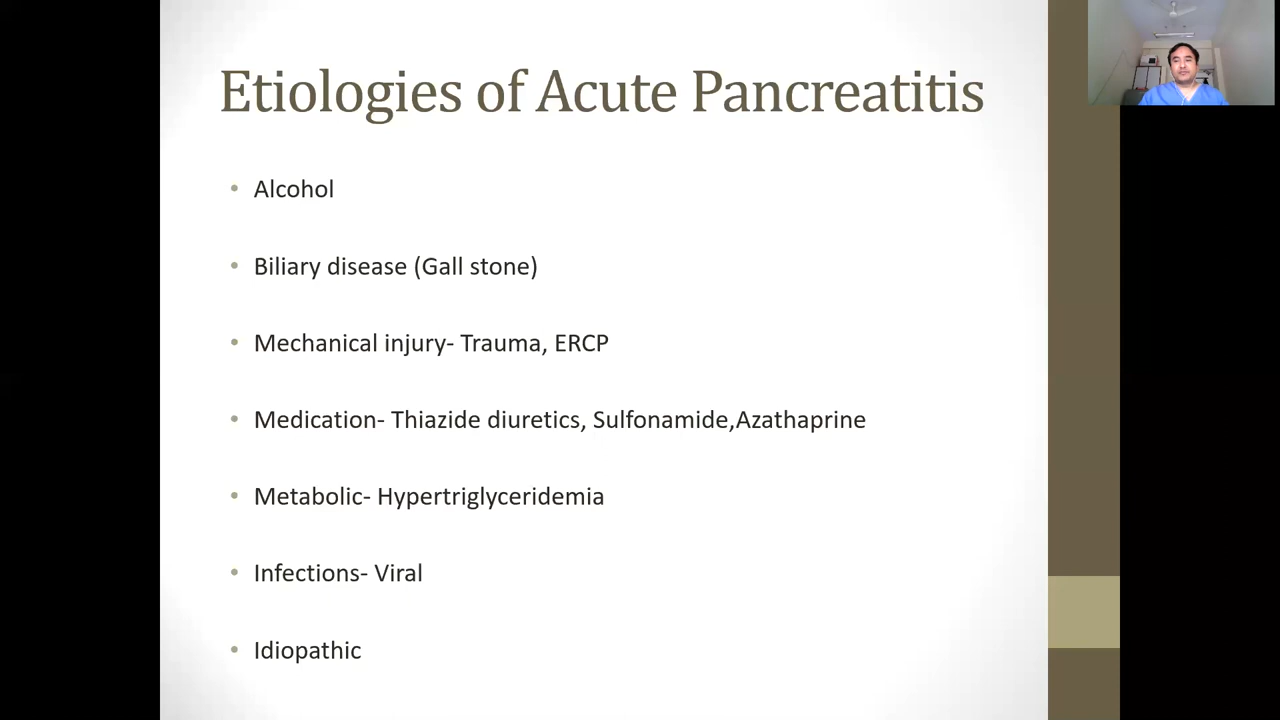 Etiologies of Acute Pancreatitis
• Alcohol
• Biliary disease (Gall stone)
• Mechanical injury- Trauma, ERCP
• Medication- Thiazide diuretics, Sulfonamide,Azathaprine
• Metabolic- Hypertriglyceridemia
• Infections- Viral
• Idiopathic